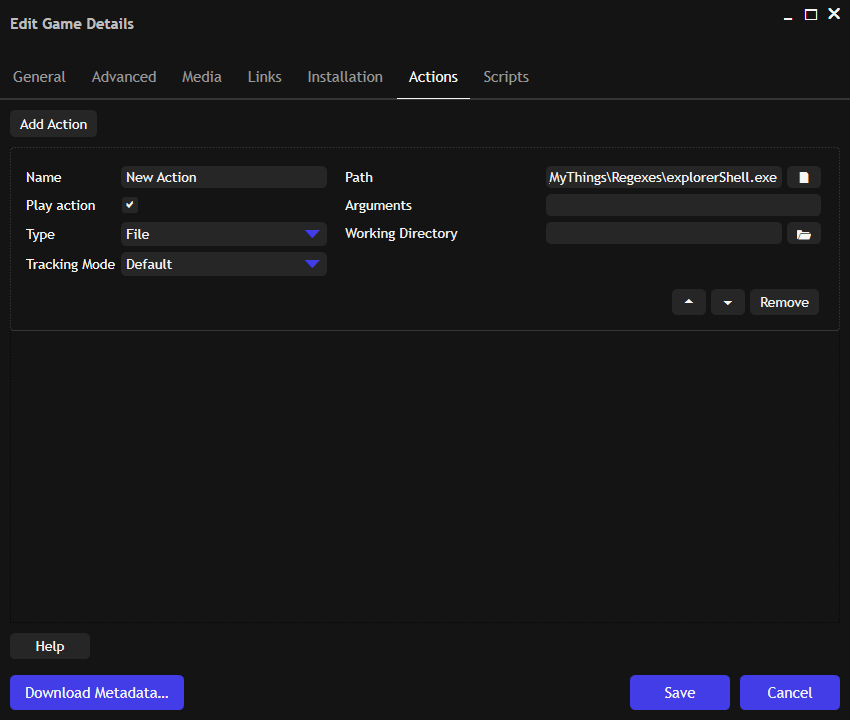 Edit Game Details
General Advanced Media Links Installation Actions Scripts
Add Action
Name New Action Path MyThings\Regexes\explorerShell.exe
Play action Arguments
Type File Working Directory
Tracking Mode Default
Remove
Help
Download Metadata... Save Cancel